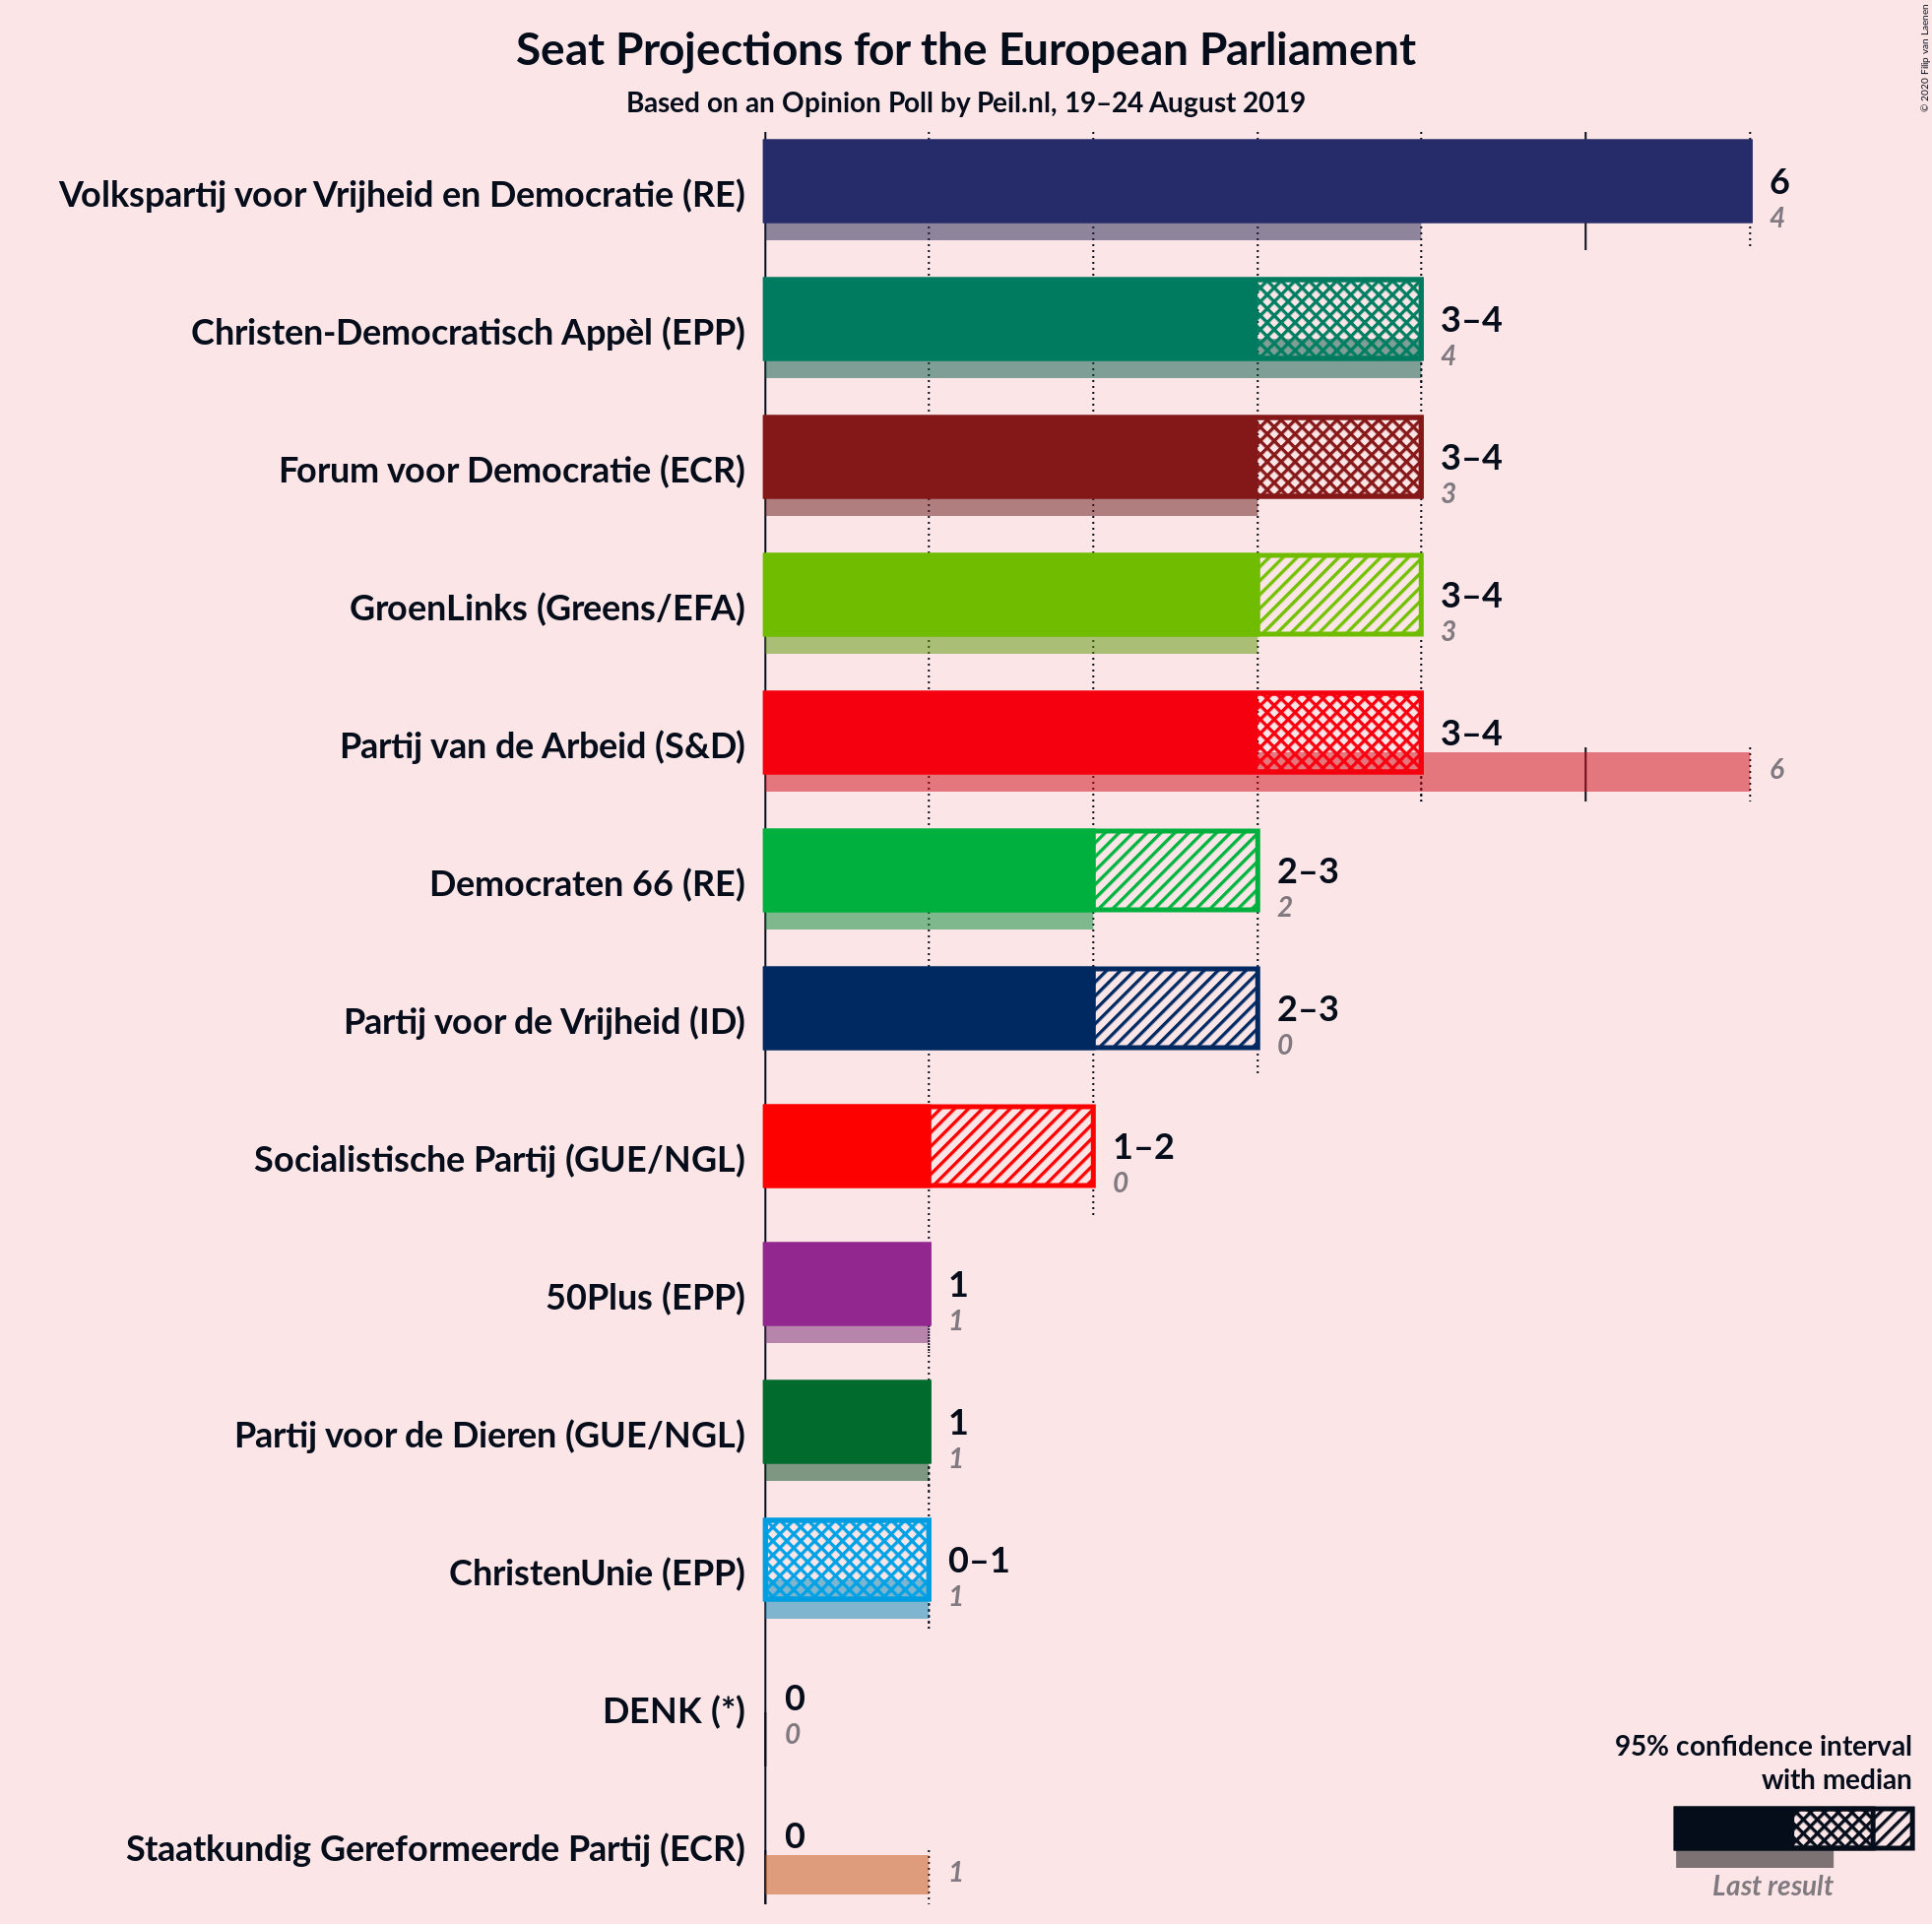 Seat Projections for the European Parliament
Based on an Opinion Poll by Peil.nl, 19–24 August 2019
© 2020 Filip van Laenen
Volkspartij voor Vrijheid en Democratie (RE)
6
4
Christen-Democratisch Appèl (EPP)
3–4
4
Forum voor Democratie (ECR)
3–4
3
GroenLinks (Greens/EFA)
3–4
3
Partij van de Arbeid (S&D)
3–4
6
Democraten 66 (RE)
2–3
2
Partij voor de Vrijheid (ID)
2–3
0
Socialistische Partij (GUE/NGL)
1–2
0
50Plus (EPP)
1
1
Partij voor de Dieren (GUE/NGL)
1
1
ChristenUnie (EPP)
0–1
1
DENK (*)
0
0
Staatkundig Gereformeerde Partij (ECR)
0
1
95% confidence interval
with median
Last result